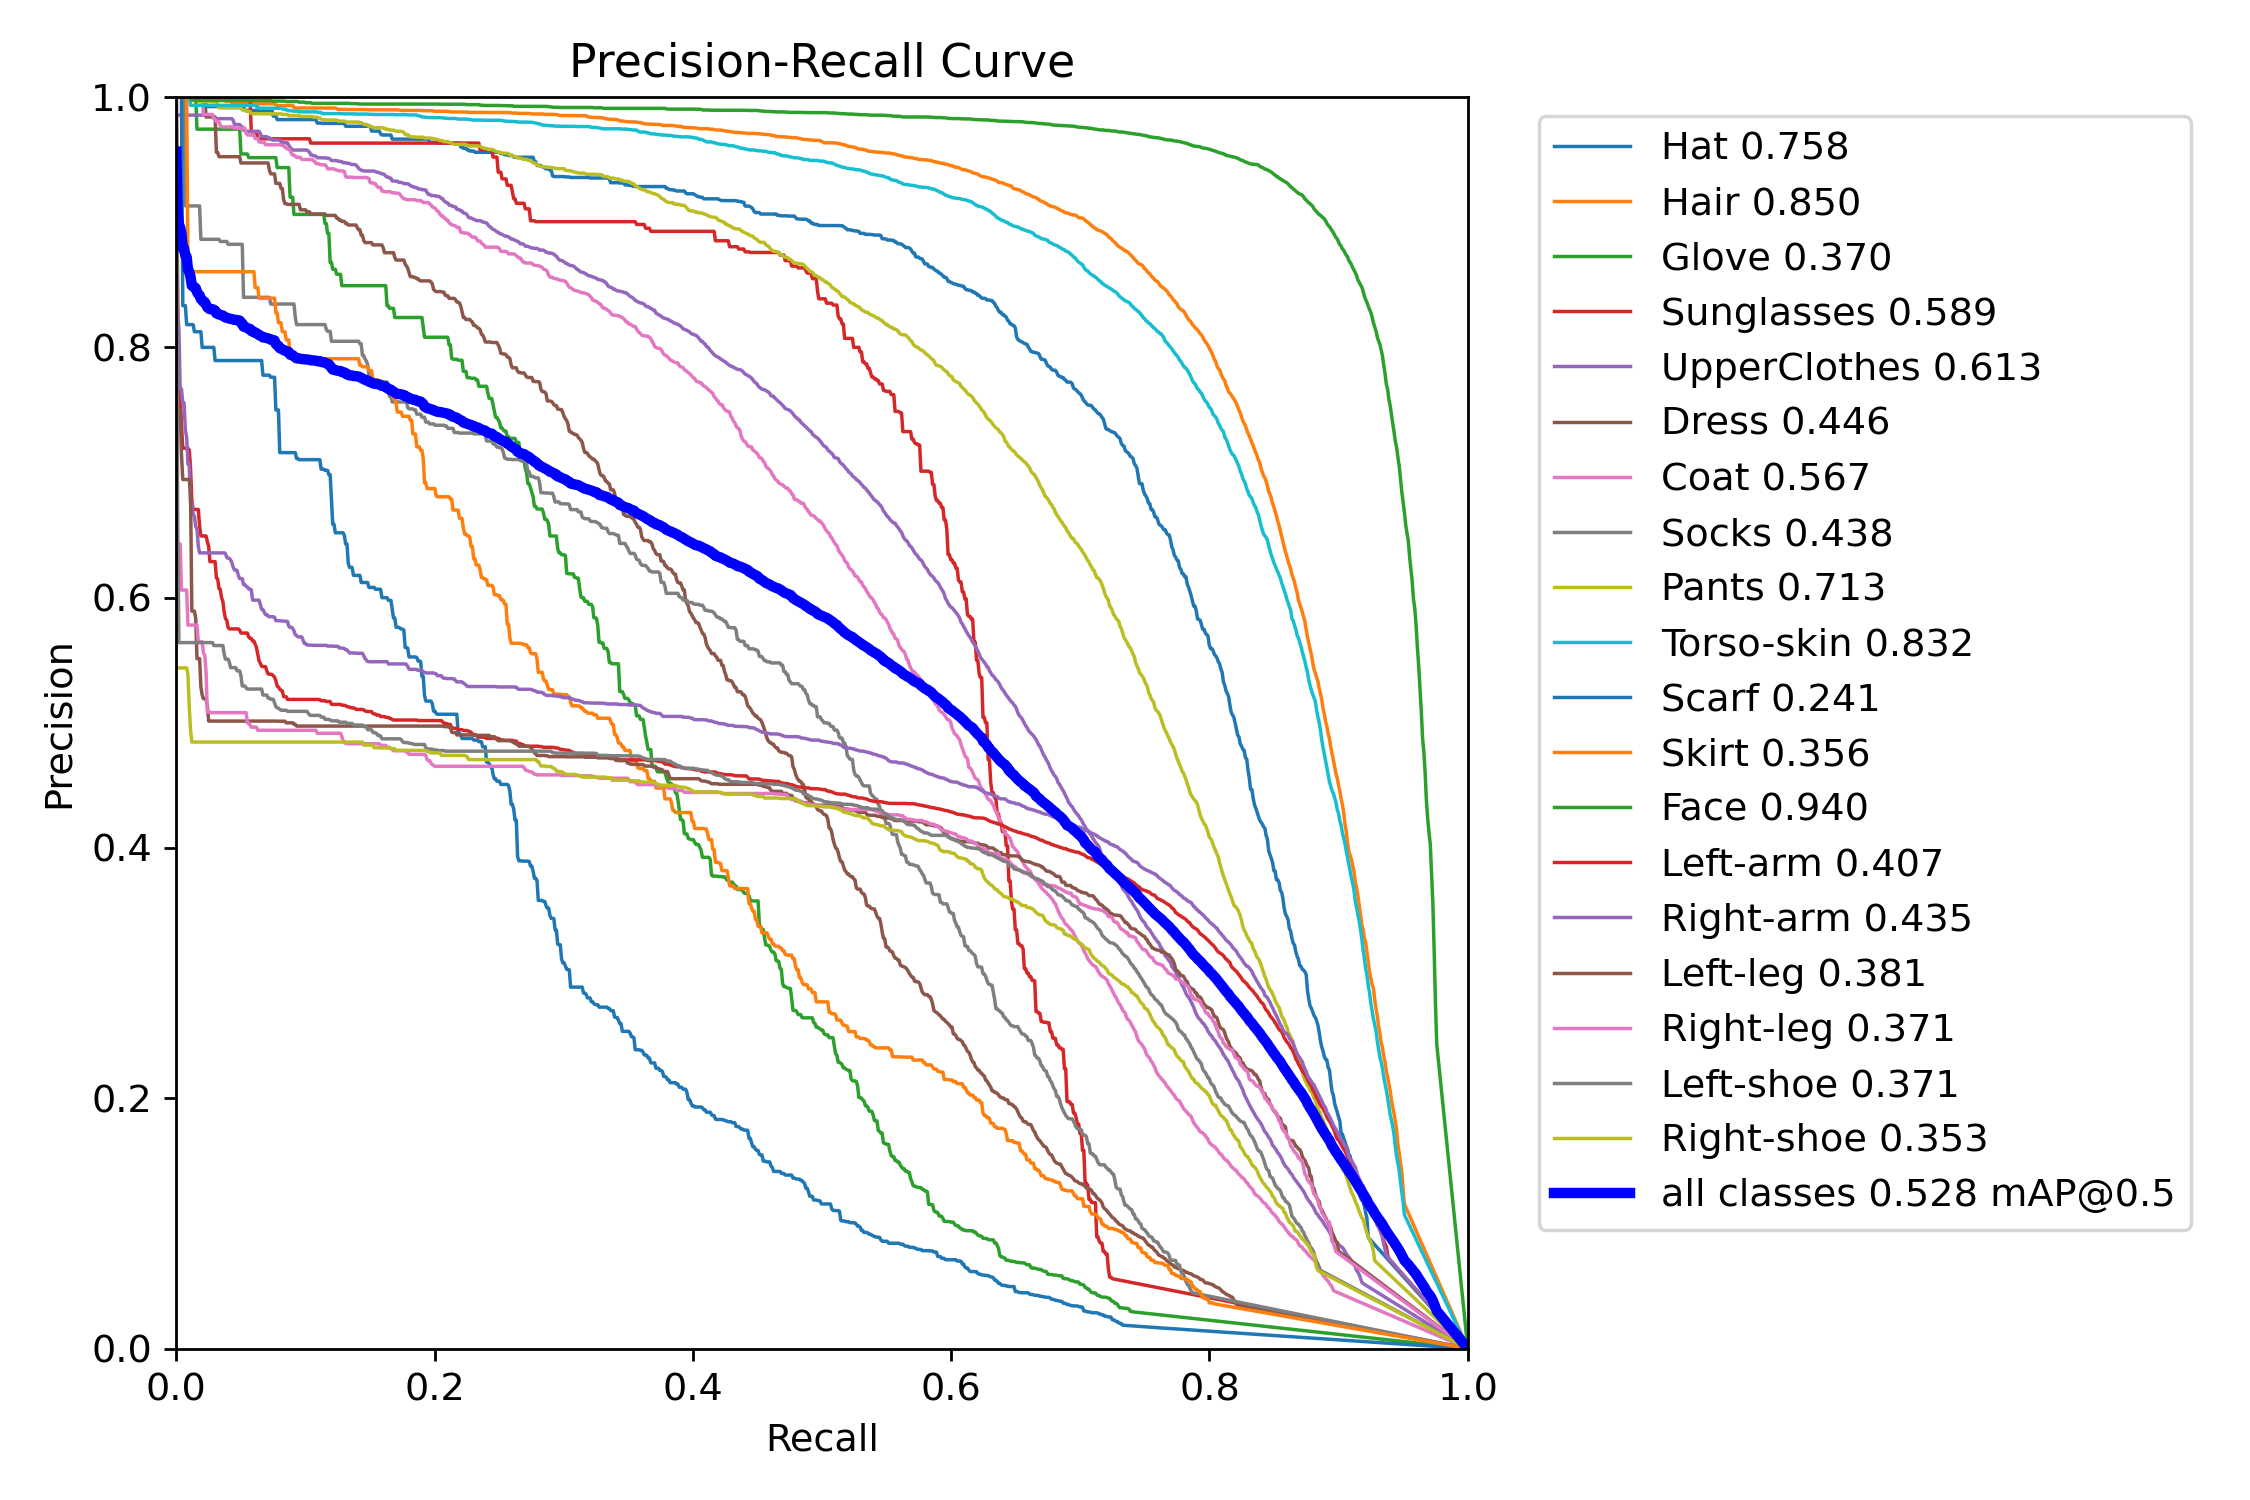 Precision-Recall Curve
1.0
0.8
0.6
0.4
0.2
0.0
Precision
0.0 0.2 0.4 0.6 0.8 1.0
Recall
Hat 0.758
Hair 0.850
Glove 0.370
Sunglasses 0.589
UpperClothes 0.613
Dress 0.446
Coat 0.567
Socks 0.438
Pants 0.713
Torso-skin 0.832
Scarf 0.241
Skirt 0.356
Face 0.940
Left-arm 0.407
Right-arm 0.435
Left-leg 0.381
Right-leg 0.371
Left-shoe 0.371
Right-shoe 0.353
all classes 0.528 mAP@0.5